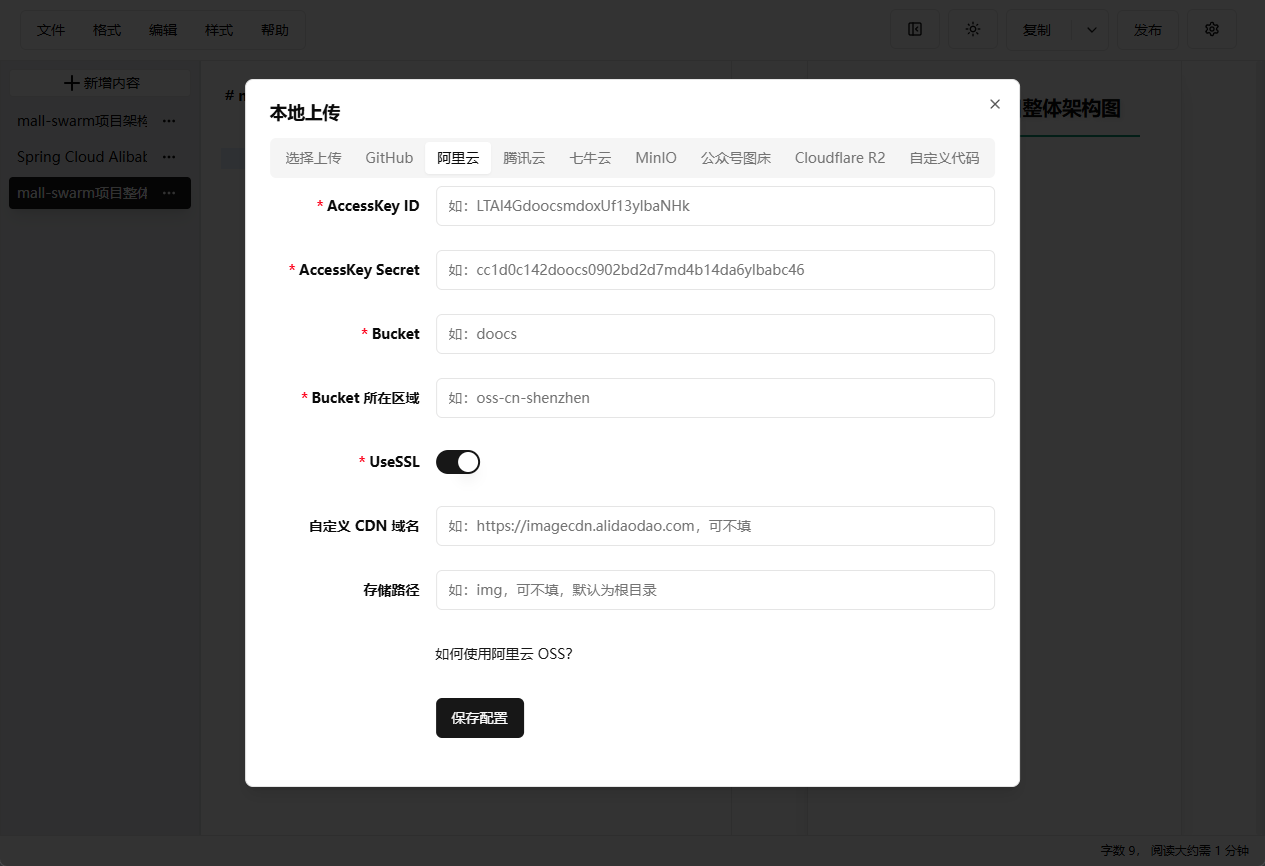 文件 格式 编辑 样式 帮助 复制 发布
新增内容
mall-swarm项目架构 ...
Spring Cloud Alibab ...
mall-swarm项目整体 ...
整体架构图
本地上传
选择上传 GitHub 阿里云 腾讯云 七牛云 MinIO 公众号图床 Cloudflare R2 自定义代码
* AccessKey ID 如：LTAI4GdoocsmdoxUf13ylbaNHk
* AccessKey Secret 如：cc1d0c142doocs0902bd2d7md4b14da6ylbabc46
* Bucket 如：doocs
* Bucket 所在区域 如：oss-cn-shenzhen
* UseSSL
自定义 CDN 域名 如：https://imagecdn.alidaodao.com，可不填
存储路径 如：img，可不填，默认为根目录
如何使用阿里云 OSS?
保存配置
字数 9， 阅读大约需 1 分钟